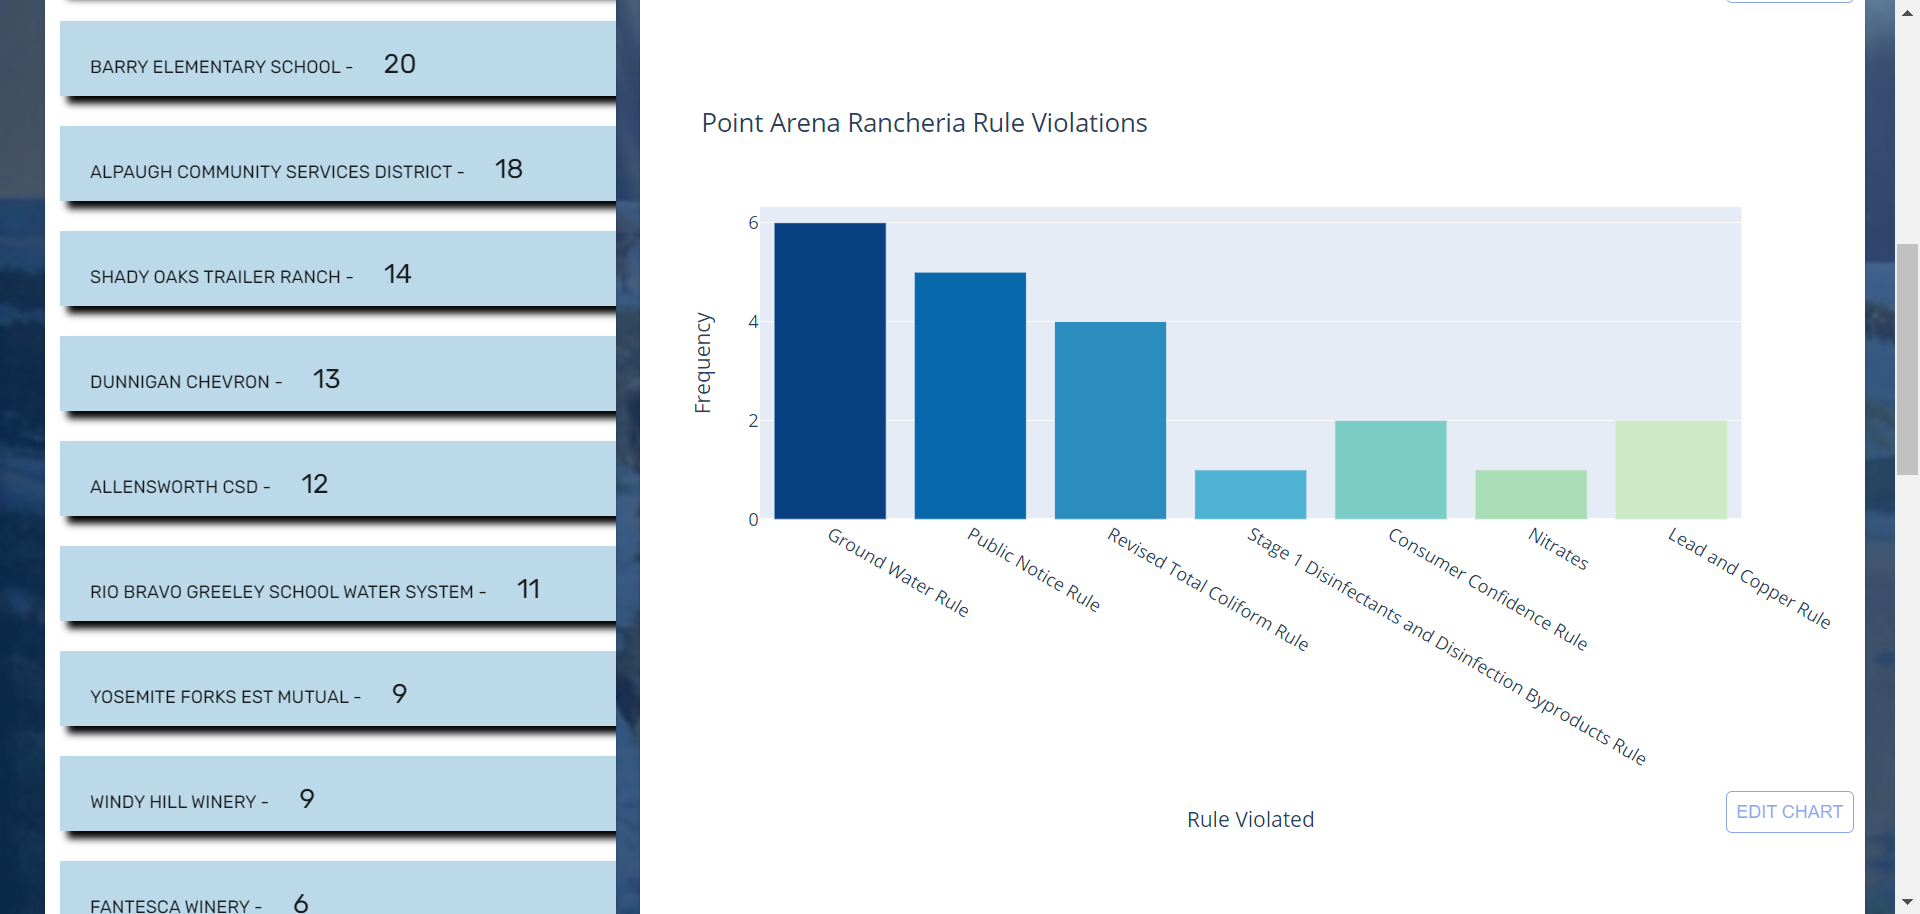 BARRY ELEMENTARY SCHOOL - 20
ALPAUGH COMMUNITY SERVICES DISTRICT - 18
SHADY OAKS TRAILER RANCH - 14
DUNNIGAN CHEVRON - 13
ALLENSWORTH CSD - 12
RIO BRAVO GREELEY SCHOOL WATER SYSTEM - 11
YOSEMITE FORKS EST MUTUAL - 9
WINDY HILL WINERY - 9
FANTESCA WINERY - 6
Point Arena Rancheria Rule Violations
Frequency
6
4
2
0
Ground Water Rule
Public Notice Rule
Revised Total Coliform Rule
Stage 1 Disinfectants and Disinfection Byproducts Rule
Consumer Confidence Rule
Nitrates
Lead and Copper Rule
Rule Violated
EDIT CHART